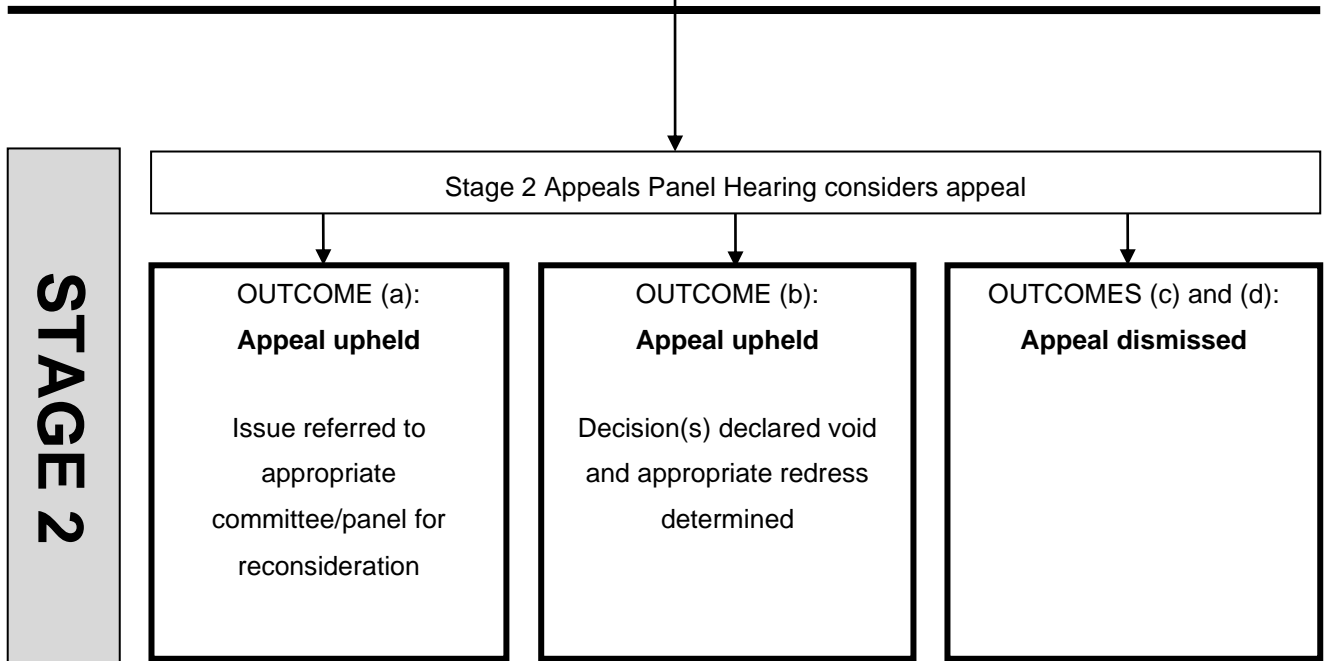 STAGE 2
Stage 2 Appeals Panel Hearing considers appeal
OUTCOME (a):
Appeal upheld
Issue referred to
appropriate
committee/panel for
reconsideration
OUTCOME (b):
Appeal upheld
Decision(s) declared void
and appropriate redress
determined
OUTCOMES (c) and (d):
Appeal dismissed